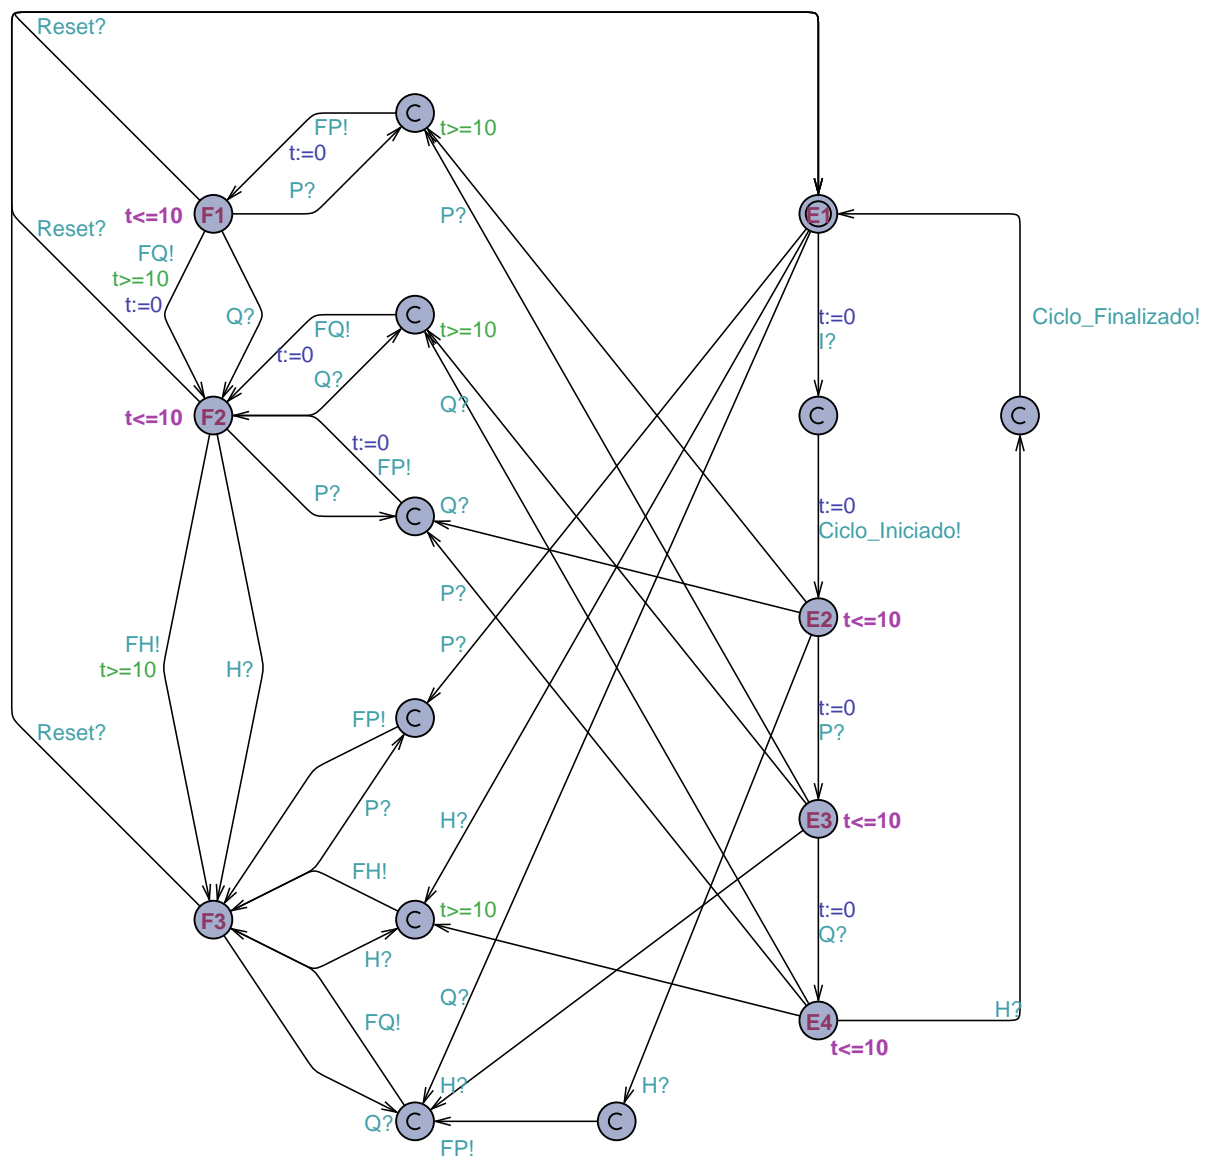 Reset?
C
FP!
t>=10
t:=0
P?
t<=10
F1
P?
E1
Reset?
FQ!
t>=10
t:=0
Q?
C
FQ!
t>=10
t:=0
Q?
t:=0
I?
Ciclo_Finalizado!
t<=10
F2
Q?
C
C
t:=0
FP!
P?
C
Q?
t:=0
Ciclo_Iniciado!
P?
E2
t<=10
FH!
t>=10
H?
P?
Reset?
FP!
C
t:=0
P?
P?
H?
E3
t<=10
FH!
F3
C
t>=10
t:=0
Q?
H?
Q?
FQ!
H?
E4
t<=10
H?
H?
Q?
C
C
FP!